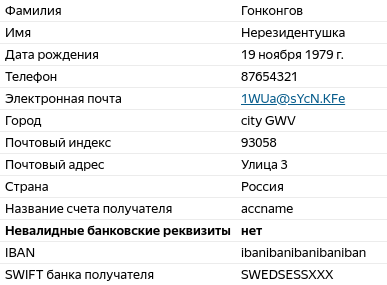 Фамилия Гонконгов
Имя Нерезидентушка
Дата рождения 19 ноября 1979 г.
Телефон 87654321
Электронная почта 1WUa@sYcN.KFe
Город city GWV
Почтовый индекс 93058
Почтовый адрес Улица 3
Страна Россия
Название счета получателя accname
Невалидные банковские реквизиты нет
IBAN ibanibanibanibaniban
SWIFT банка получателя SWEDSESSXXX